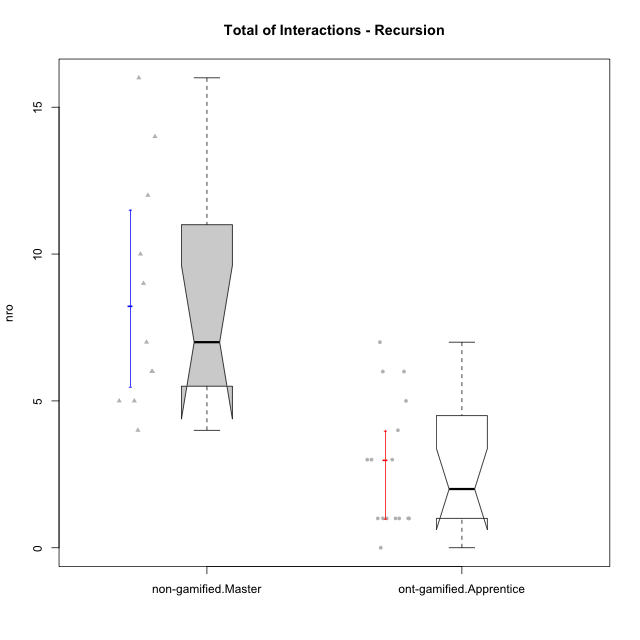 Total of Interactions - Recursion
nro
15
10
5
0
non-gamified.Master
ont-gamified.Apprentice